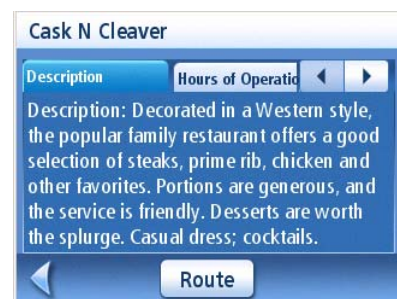 Cask N Cleaver
Description
Hours of Operatio
Description: Decorated in a Western style,
the popular family restaurant offers a good
selection of steaks, prime rib, chicken and
other favorites. Portions are generous, and
the service is friendly. Desserts are worth
the splurge. Casual dress; cocktails.
Route